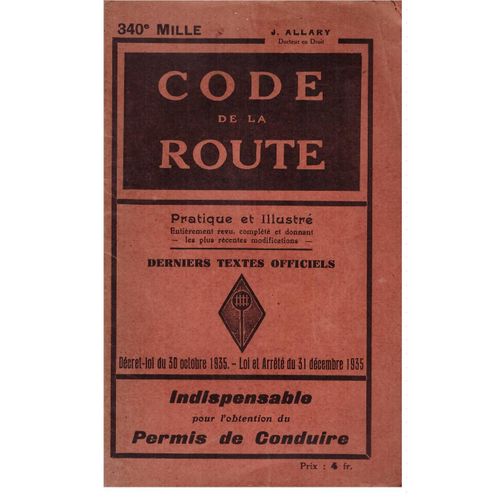 340e MILLE
J. ALLARY
Docteur en Droit
CODE
DE LA
ROUTE
Pratique et Illustré
Entièrement revu, complété et donnant
— les plus récentes modifications —
DERNIERS TEXTES OFFICIELS
Décret-loi du 30 octobre 1935. - Loi et Arrêté du 31 décembre 1935
Indispensable
pour l'obtention du
Permis de Conduire
Prix : 4 fr.